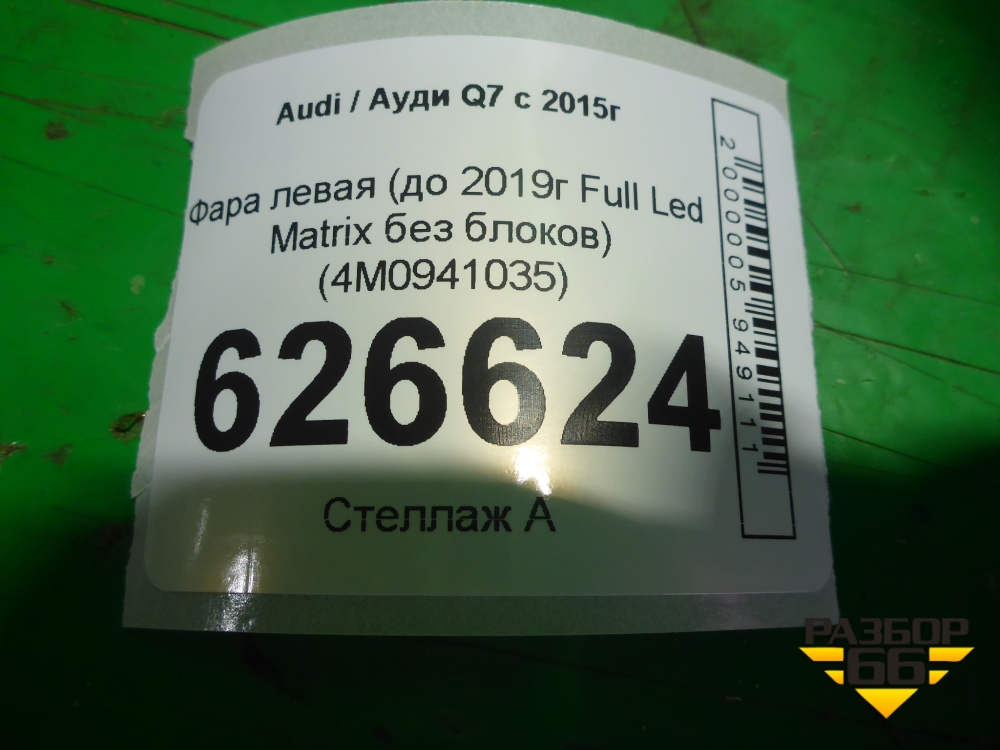 Audi / Ауди Q7 с 2015г
Фара левая (до 2019г Full Led
Matrix без блоков)
(4M0941035)
626624
Стеллаж А
2000005949111
РАЗБОР
66